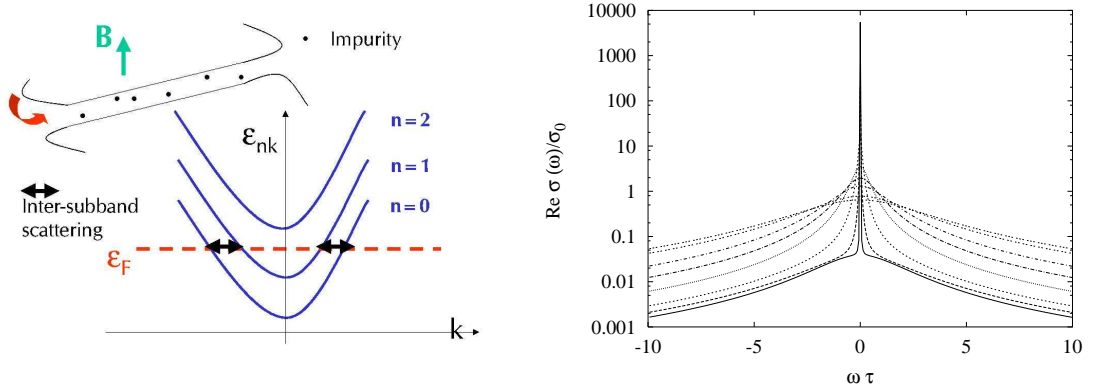 B
• Impurity
ε_nk
n = 2
n = 1
n = 0
Inter-subband
scattering
ε_F
k
10000
1000
100
10
1
0.1
0.01
0.001
Re σ (ω)/σ_0
-10 -5 0 5 10
ω τ